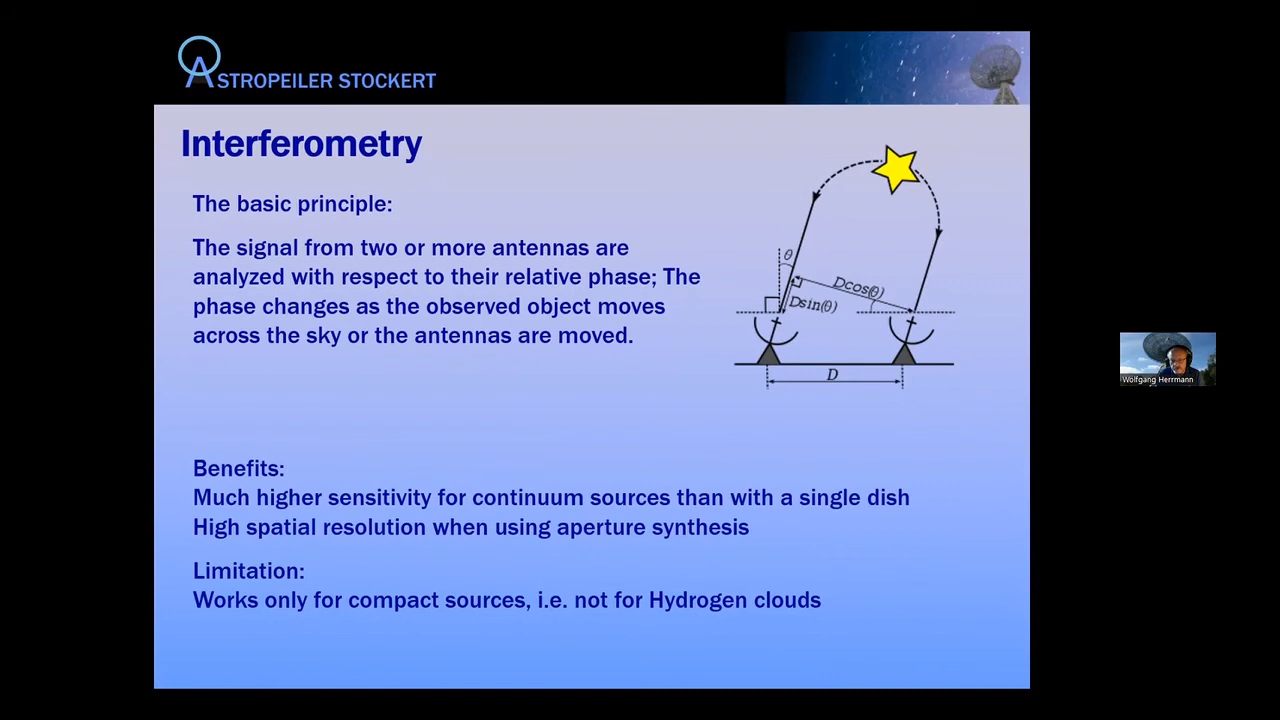 ASTROPEILER STOCKERT
Interferometry
The basic principle:
The signal from two or more antennas are
analyzed with respect to their relative phase; The
phase changes as the observed object moves
across the sky or the antennas are moved.
θ
Dcos(θ)
Dsin(θ)
D
Benefits:
Much higher sensitivity for continuum sources than with a single dish
High spatial resolution when using aperture synthesis
Limitation:
Works only for compact sources, i.e. not for Hydrogen clouds
Wolfgang Herrmann